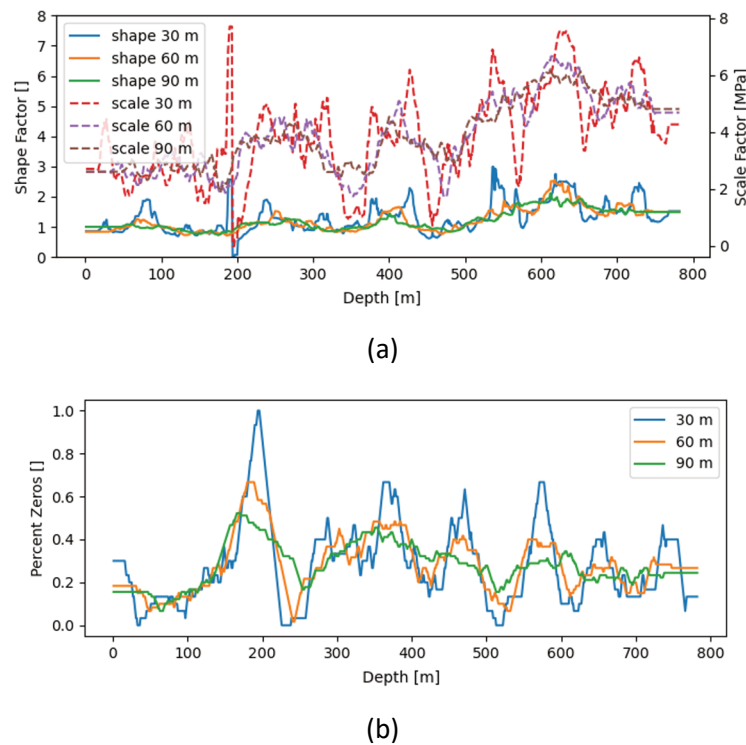 8
7
6
5
4
3
2
1
0
Shape Factor []
shape 30 m
shape 60 m
shape 90 m
scale 30 m
scale 60 m
scale 90 m
8
6
4
2
0
Scale Factor [MPa]
0 100 200 300 400 500 600 700 800
Depth [m]
(a)
1.0
0.8
0.6
0.4
0.2
0.0
Percent Zeros []
30 m
60 m
90 m
0 100 200 300 400 500 600 700 800
Depth [m]
(b)